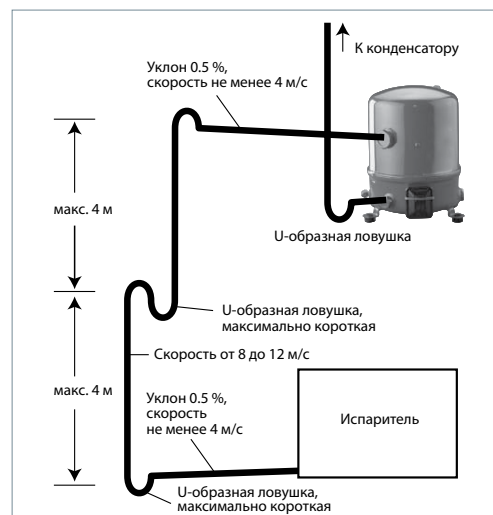 К конденсатору
Уклон 0.5 %,
скорость не менее 4 м/с
макс. 4 м
U-образная ловушка
U-образная ловушка,
максимально короткая
Скорость от 8 до 12 м/с
макс. 4 м
Уклон 0.5 %,
скорость
не менее 4 м/с
Испаритель
U-образная ловушка,
максимально короткая